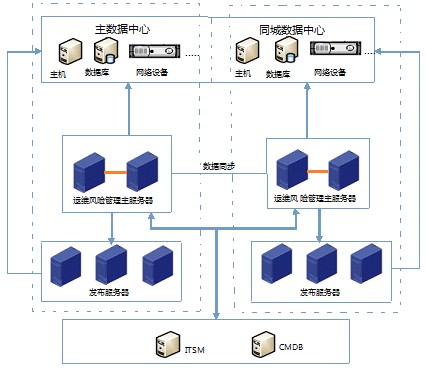 主数据中心
同城数据中心
主机
数据库
网络设备
......
主机
数据库
网络设备
....
数据同步
运维风险管理主服务器
运维风 险管理主服务器
发布服务器
发布服务器
ITSM
CMDB